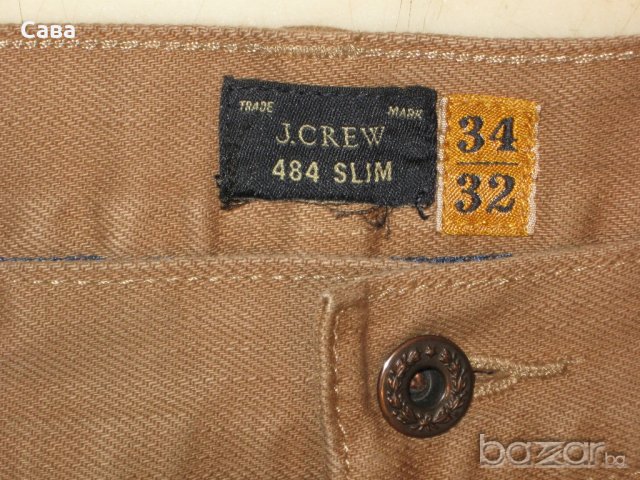 Сава
TRADE MARK
J.CREW
484 SLIM
34
32
bazar.bg